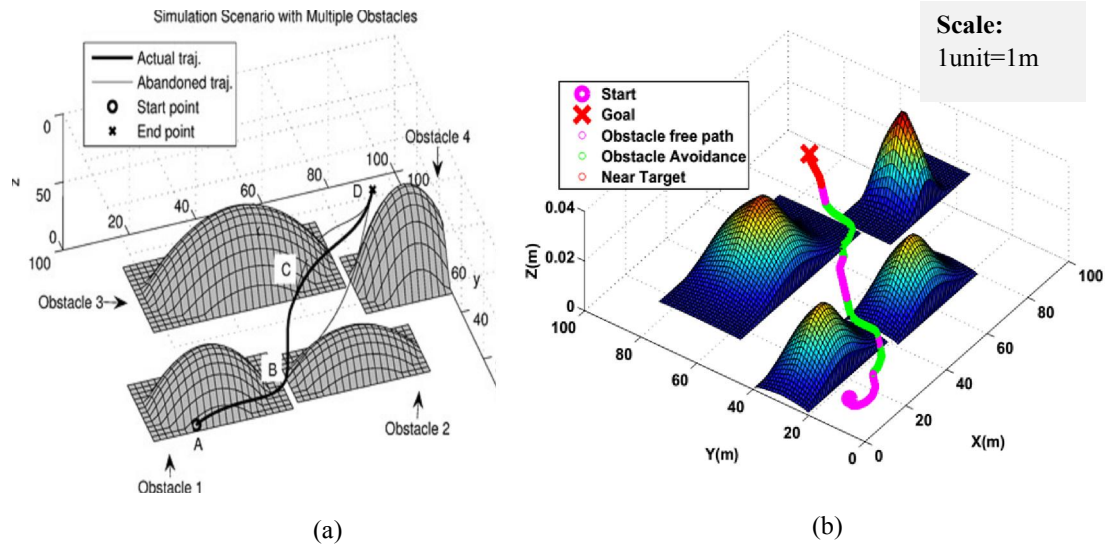 Simulation Scenario with Multiple Obstacles
Actual traj.
Abandoned traj.
Start point
End point
Obstacle 4
0
50
0
z
100
20
40
60
80
100
100
D
60
y
40
C
Obstacle 3
B
A
Obstacle 2
Obstacle 1
(a)
Scale:
1unit=1m
Start
Goal
Obstacle free path
Obstacle Avoidance
Near Target
0.04
0.02
0
Z(m)
100
80
60
40
20
0
Y(m)
0
20
40
60
80
100
X(m)
(b)